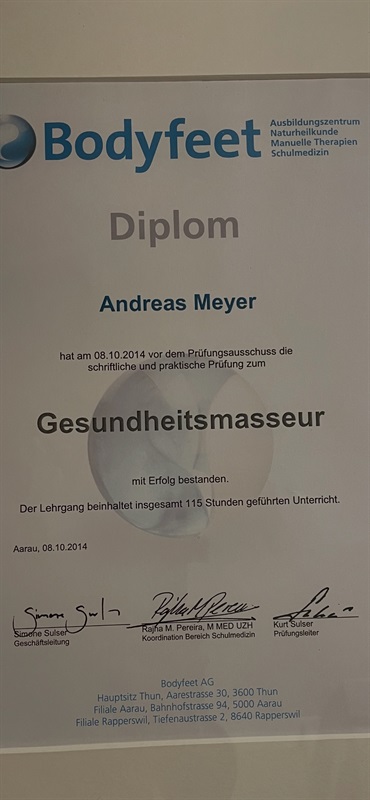 Bodyfeet
Ausbildungszentrum
Naturheilkunde
Manuelle Therapien
Schulmedizin
Diplom
Andreas Meyer
hat am 08.10.2014 vor dem Prüfungsausschuss die
schriftliche und praktische Prüfung zum
Gesundheitsmasseur
mit Erfolg bestanden.
Der Lehrgang beinhaltet insgesamt 115 Stunden geführten Unterricht.
Aarau, 08.10.2014
Simone Sulser
Geschäftsleitung
Rajha M. Pereira, M MED UZH
Koordination Bereich Schulmedizin
Kurt Sulser
Prüfungsleiter
Bodyfeet AG
Hauptsitz Thun, Aarestrasse 30, 3600 Thun
Filiale Aarau, Bahnhofstrasse 94, 5000 Aarau
Filiale Rapperswil, Tiefenaustrasse 2, 8640 Rapperswil